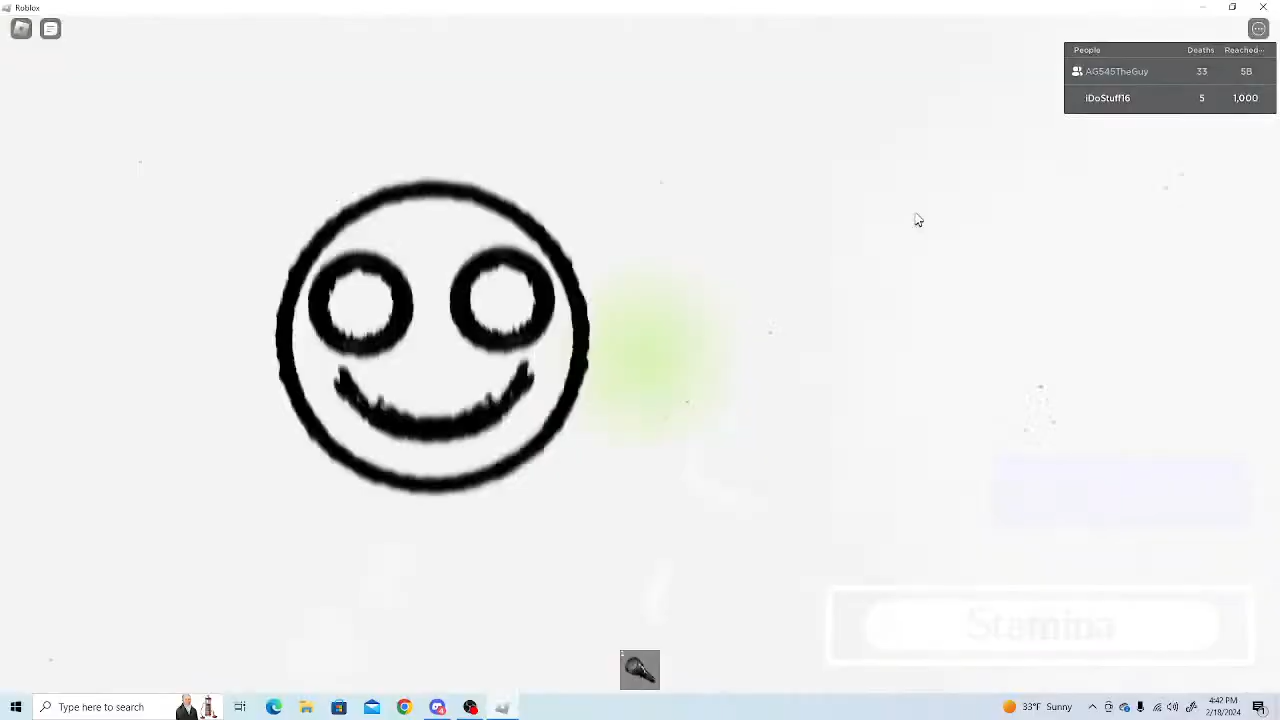 Roblox
People Deaths Reached...
AG545TheGuy 33 5B
iDoStuff16 5 1,000
Stamina
Type here to search
33°F Sunny
4:42 PM
2/18/2024